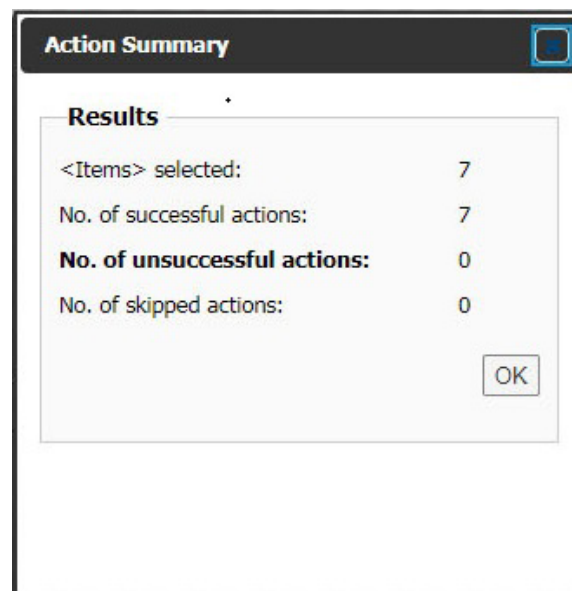 Action Summary
Results
<Items> selected: 7
No. of successful actions: 7
No. of unsuccessful actions: 0
No. of skipped actions: 0
OK